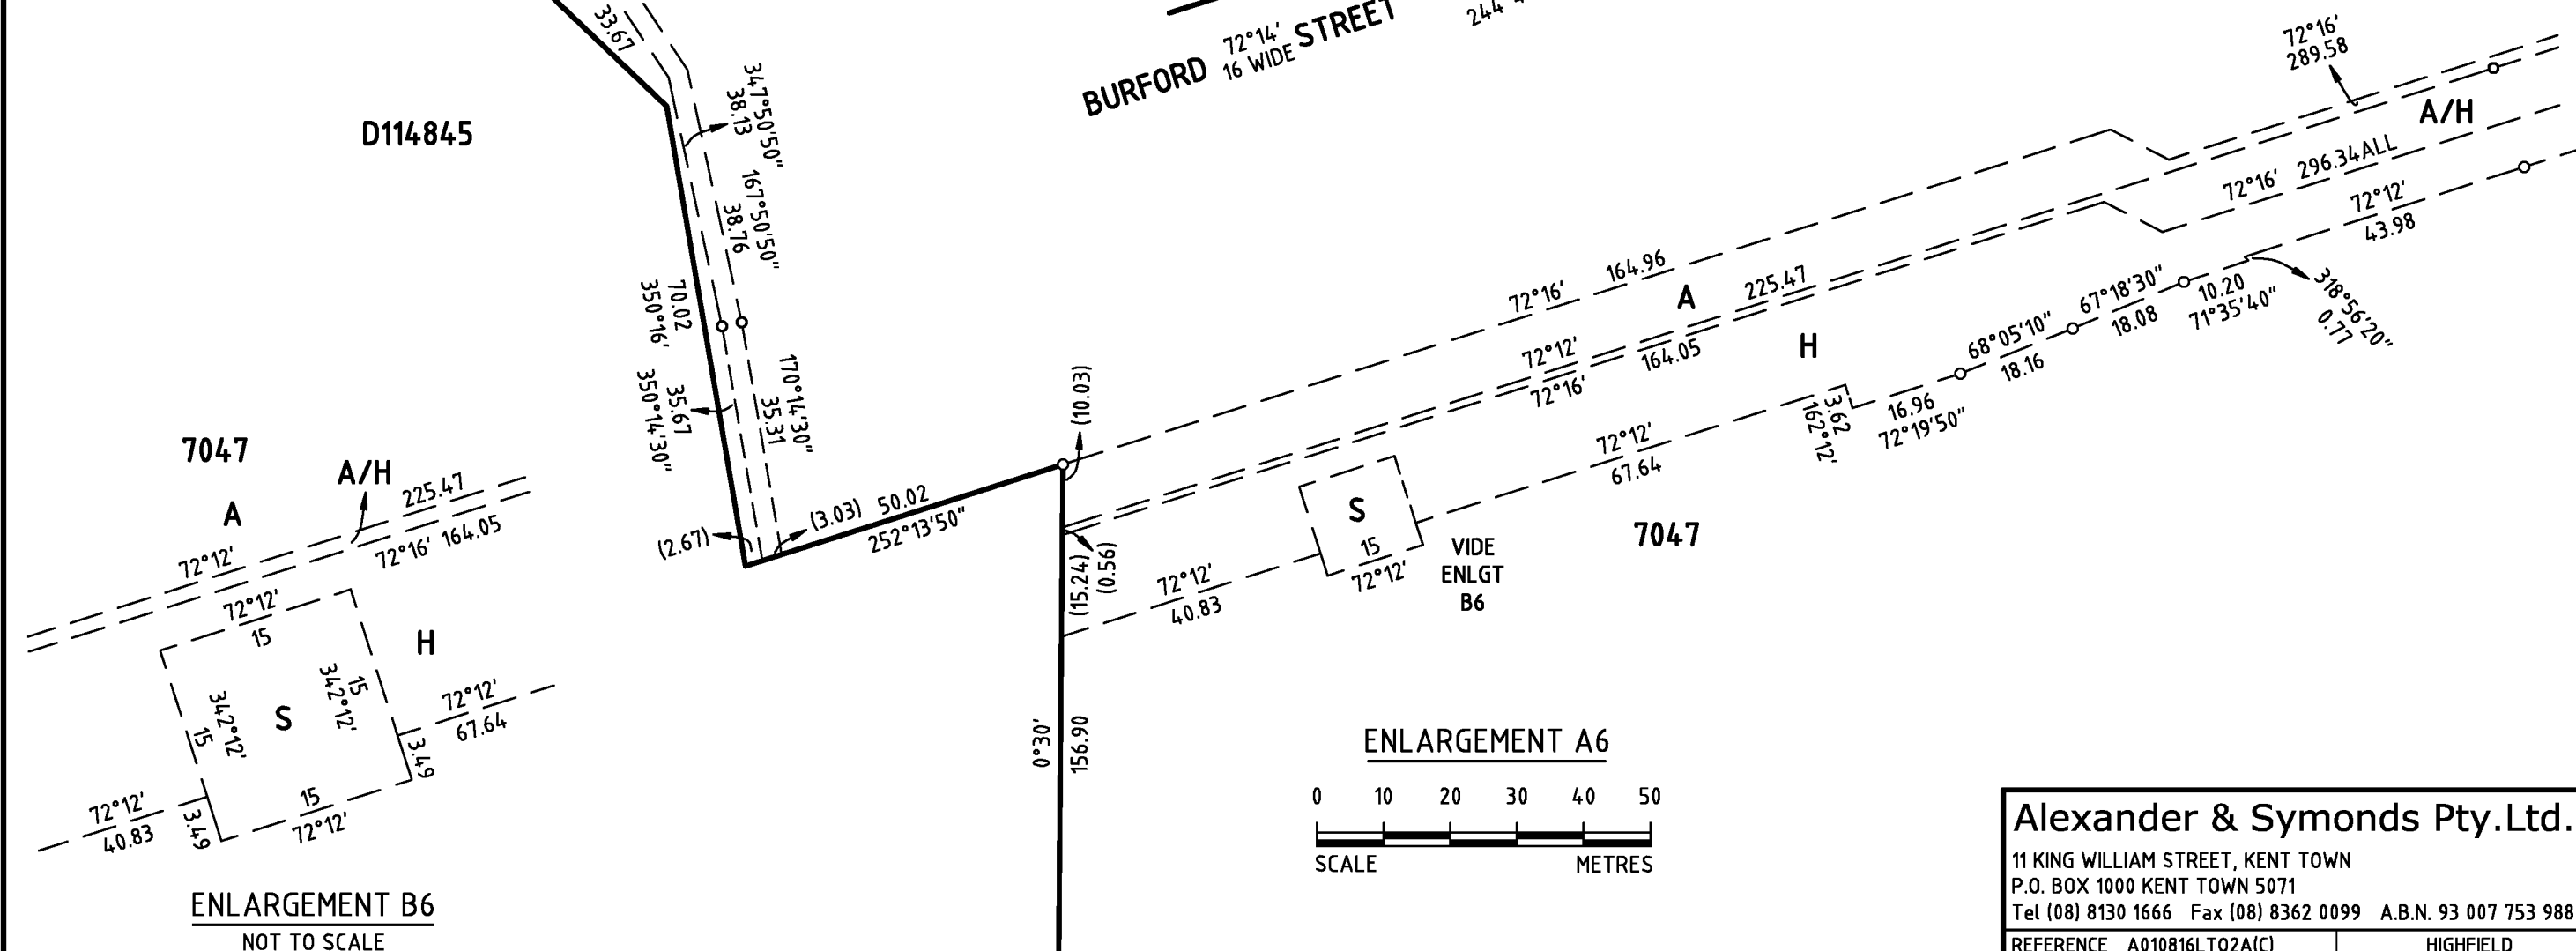 33.67
D114845
347°50'50"
38.13
167°50'50"
38.76
70.02
350°16'
35.67
350°14'30"
170°14'30"
35.31
(2.67)
(3.03) 50.02
252°13'50"
(10.03)
(15.24)
(0.56)
0°30'
156.90
BURFORD STREET
72°14'
16 WIDE
72°16'
289.58
A/H
72°16' 296.34ALL
72°12'
43.98
72°16' 164.96
A
225.47
72°12'
72°16'
164.05
H
318°56'20"
0.77
67°18'30"
18.08
10.20
71°35'40"
68°05'10"
18.16
16.96
72°19'50"
3.62
162°12'
72°12'
67.64
S
15
72°12'
72°12'
40.83
VIDE
ENLGT
B6
7047
7047
A
A/H
225.47
72°12'
72°16' 164.05
72°12'
15
H
15
342°12'
S
342°12'
15
72°12'
67.64
3.49
72°12'
40.83
3.49
15
72°12'
ENLARGEMENT B6
NOT TO SCALE
ENLARGEMENT A6
0 10 20 30 40 50
SCALE METRES
Alexander & Symonds Pty.Ltd.
11 KING WILLIAM STREET, KENT TOWN
P.O. BOX 1000 KENT TOWN 5071
Tel (08) 8130 1666 Fax (08) 8362 0099 A.B.N. 93 007 753 988
REFERENCE A010816LTO2A(C) HIGHFIELD